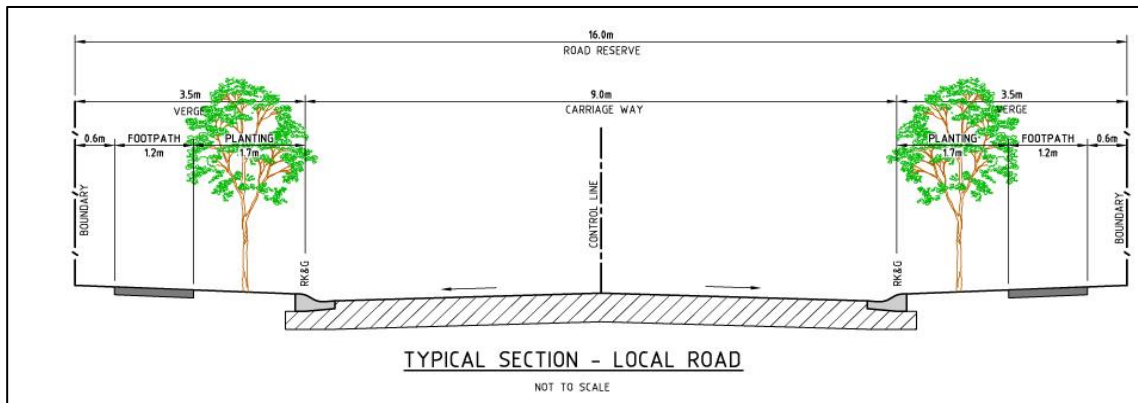 16.0m
ROAD RESERVE
3.5m
VERGE
9.0m
CARRIAGE WAY
3.5m
VERGE
0.6m
FOOTPATH
1.2m
PLANTING
1.7m
PLANTING
1.7m
FOOTPATH
1.2m
0.6m
BOUNDARY
RK&G
CONTROL LINE
RK&G
BOUNDARY
TYPICAL SECTION - LOCAL ROAD
NOT TO SCALE